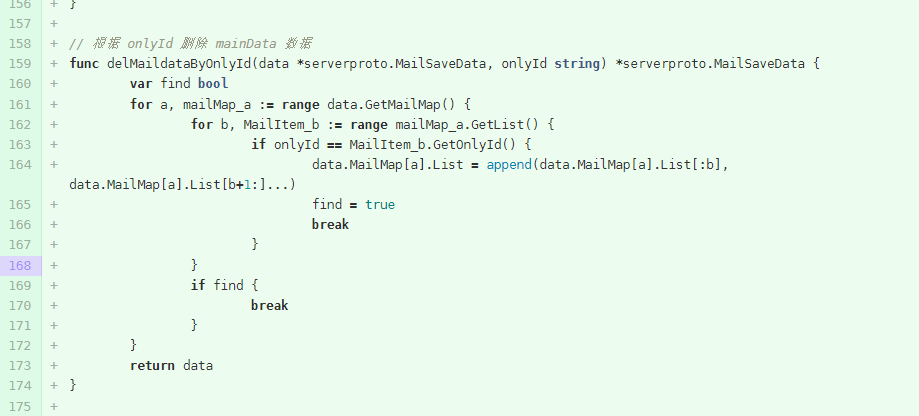 156 + }
157 +
158 + // 根据 onlyId 删除 mainData 数据
159 + func delMaildataByOnlyId(data *serverproto.MailSaveData, onlyId string) *serverproto.MailSaveData {
160 + var find bool
161 + for a, mailMap_a := range data.GetMailMap() {
162 + for b, MailItem_b := range mailMap_a.GetList() {
163 + if onlyId == MailItem_b.GetOnlyId() {
164 + data.MailMap[a].List = append(data.MailMap[a].List[:b],
data.MailMap[a].List[b+1:]...)
165 + find = true
166 + break
167 + }
168 + }
169 + if find {
170 + break
171 + }
172 + }
173 + return data
174 + }
175 +